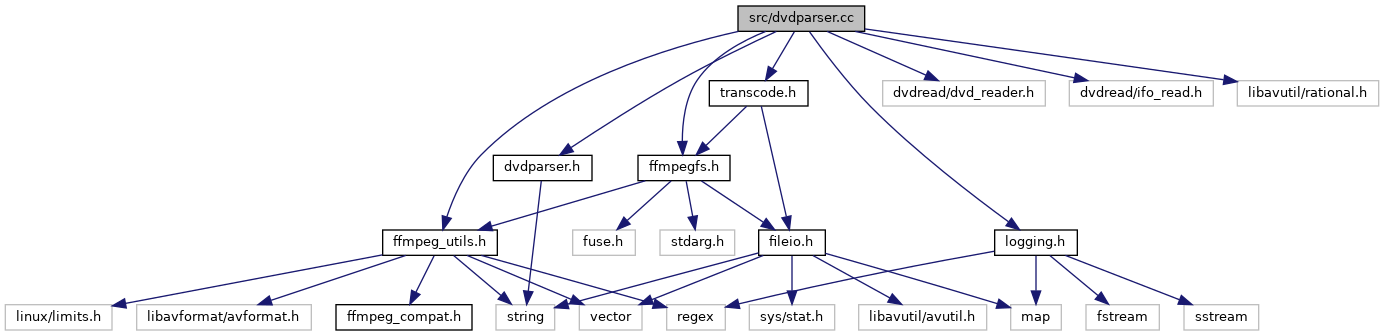 src/dvdparser.cc
transcode.h
dvdread/dvd_reader.h
dvdread/ifo_read.h
libavutil/rational.h
dvdparser.h
ffmpegfs.h
ffmpeg_utils.h
fuse.h
stdarg.h
fileio.h
logging.h
linux/limits.h
libavformat/avformat.h
ffmpeg_compat.h
string
vector
regex
sys/stat.h
libavutil/avutil.h
map
fstream
sstream